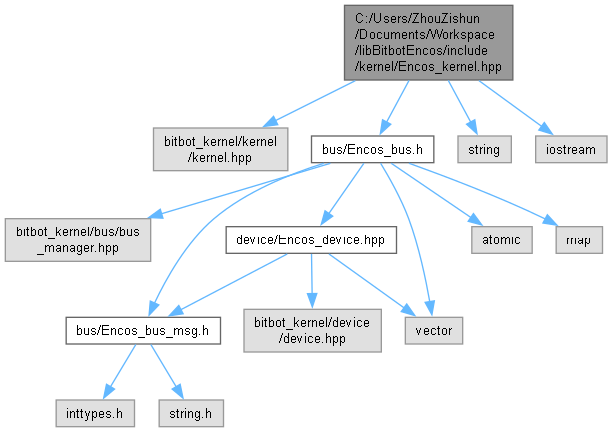 C:/Users/ZhouZishun
/Documents/Workspace
/libBitbotEncos/include
/kernel/Encos_kernel.hpp
bitbot_kernel/kernel
/kernel.hpp
bus/Encos_bus.h
string
iostream
bitbot_kernel/bus/bus
_manager.hpp
device/Encos_device.hpp
atomic
map
bus/Encos_bus_msg.h
bitbot_kernel/device
/device.hpp
vector
inttypes.h
string.h